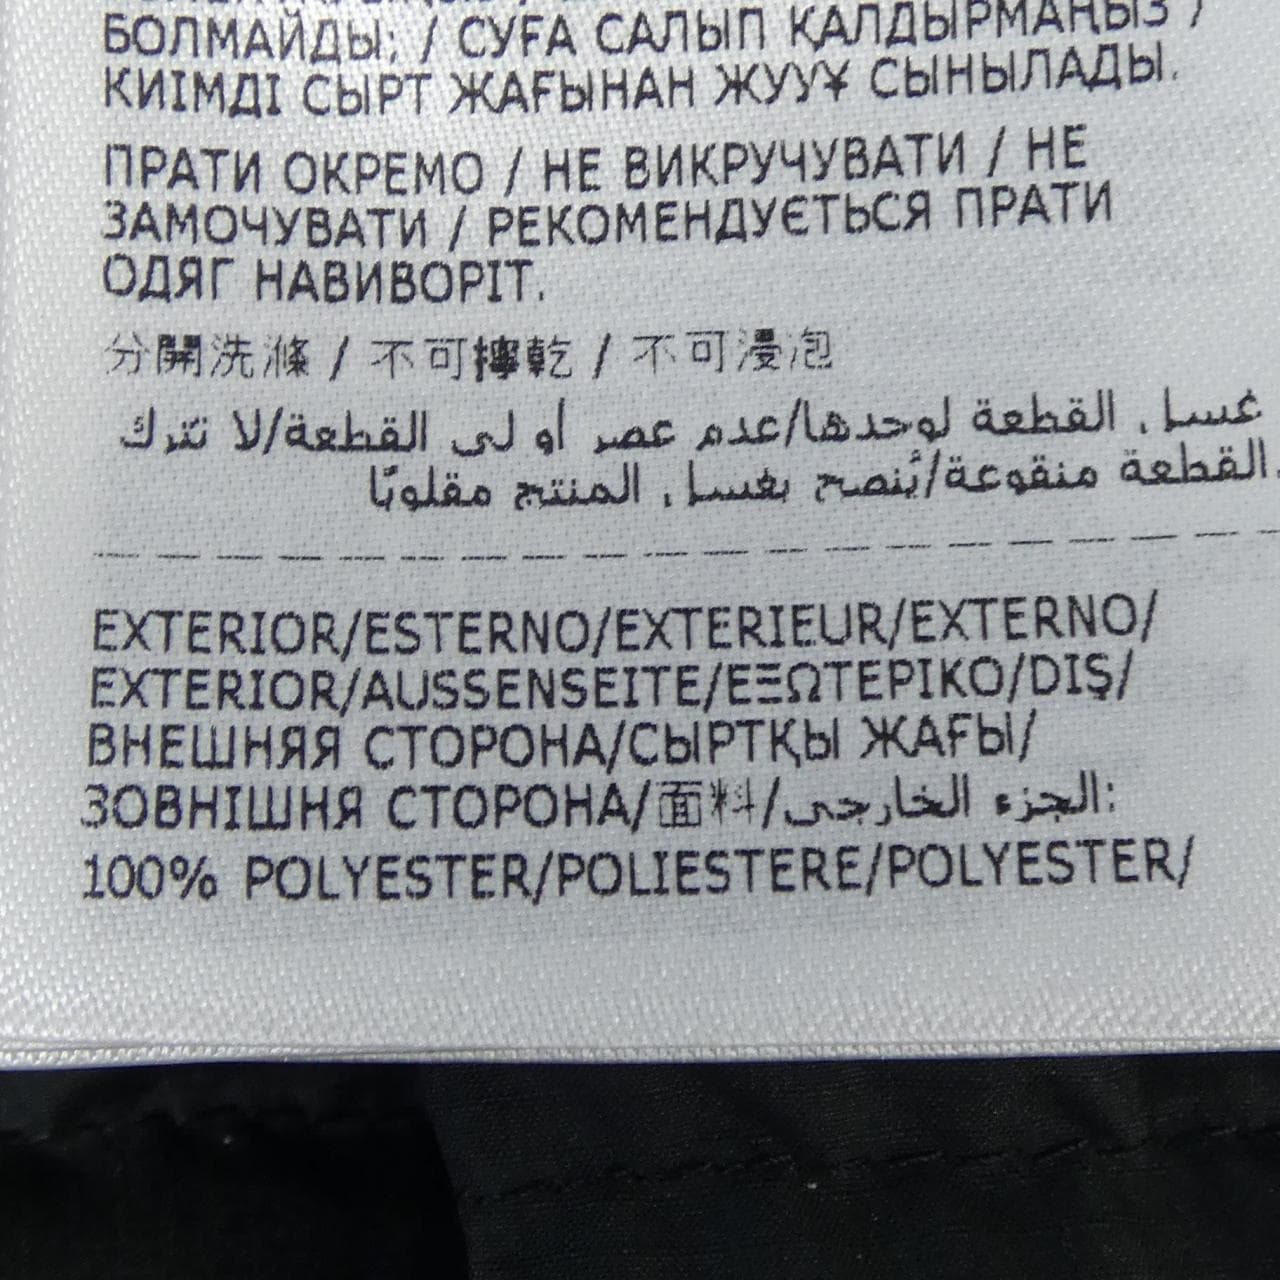 БОЛМАЙДЫ; / СУҒА САЛЫП ҚАЛДЫРМАҢЫЗ /
КИІМДІ СЫРТ ЖАҒЫНАН ЖУУ¥ СЫНЫЛАДЫ.
ПРАТИ ОКРЕМО / НЕ ВИКРУЧУВАТИ / НЕ
ЗАМОЧУВАТИ / РЕКОМЕНДУЄТЬСЯ ПРАТИ
ОДЯГ НАВИВОРІТ.
分開洗滌 / 不可擰乾 / 不可浸泡
غسل القطعة لوحدها/عدم عصر أو لي القطعة/لا تترك
القطعة منقوعة/يُنصح بغسل المنتج مقلوبًا
EXTERIOR/ESTERNO/EXTERIEUR/EXTERNO/
EXTERIOR/AUSSENSEITE/ΕΞΩΤΕΡΙΚΟ/DIŞ/
ВНЕШНЯЯ СТОРОНА/СЫРТҚЫ ЖАҒЫ/
ЗОВНІШНЯ СТОРОНА/面料/الجزء الخارجي:
100% POLYESTER/POLIESTERE/POLYESTER/